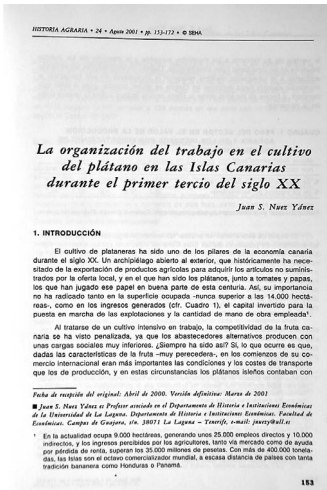 HISTORIA AGRARIA • 24 • Agosto 2001 • pp. 153-172 • © SEHA
La organización del trabajo en el cultivo
del plátano en las Islas Canarias
durante el primer tercio del siglo XX
Juan S. Nuez Yánez
1. INTRODUCCIÓN
El cultivo de plataneras ha sido uno de los pilares de la economía canaria
durante el siglo XX. Un archipiélago abierto al exterior, que históricamente ha nece-
sitado de la exportación de productos agrícolas para adquirir los artículos no suminis-
trados por la oferta local, y en el que han sido los plátanos, junto a tomates y papas,
los que han jugado ese papel en buena parte de esta centuria. Así, su importancia
no ha radicado tanto en la superficie ocupada -nunca superior a las 14.000 hectá-
reas-, como en los ingresos generados (cfr. Cuadro 1), el capital invertido para la
puesta en marcha de las explotaciones y la cantidad de mano de obra empleada¹.
Al tratarse de un cultivo intensivo en trabajo, la competitividad de la fruta ca-
naria se ha visto penalizada, ya que los abastecedores alternativos producen con
unas cargas sociales muy inferiores. ¿Siempre ha sido así? Sí, lo que ocurre es que,
dadas las características de la fruta -muy perecedera-, en los comienzos de su co-
mercio internacional eran más importantes las condiciones y los costes de transporte
que los de producción, y en estas circunstancias los plátanos isleños contaban con
Fecha de recepción del original: Abril de 2000. Versión definitiva: Marzo de 2001
■ Juan S. Nuez Yánez es Profesor asociado en el Departamento de Historia e Instituciones Económicas
de la Universidad de La Laguna. Departamento de Historia e Instituciones Económicas. Facultad de
Económicas. Campus de Guajara, s/n. 38071 La Laguna – Tenerife, e-mail: jnuezy@ull.es
¹ En la actualidad ocupa 9.000 hectáreas, generando unos 25.000 empleos directos y 10.000
indirectos, y los ingresos percibidos por los agricultores, tanto vía mercado como de ayuda
por pérdida de renta, superan los 35.000 millones de pesetas. Con más de 400.000 tonela-
das, las Islas son el octavo comercializador mundial, a escasa distancia de países con tanta
tradición bananera como Honduras o Panamá.
153